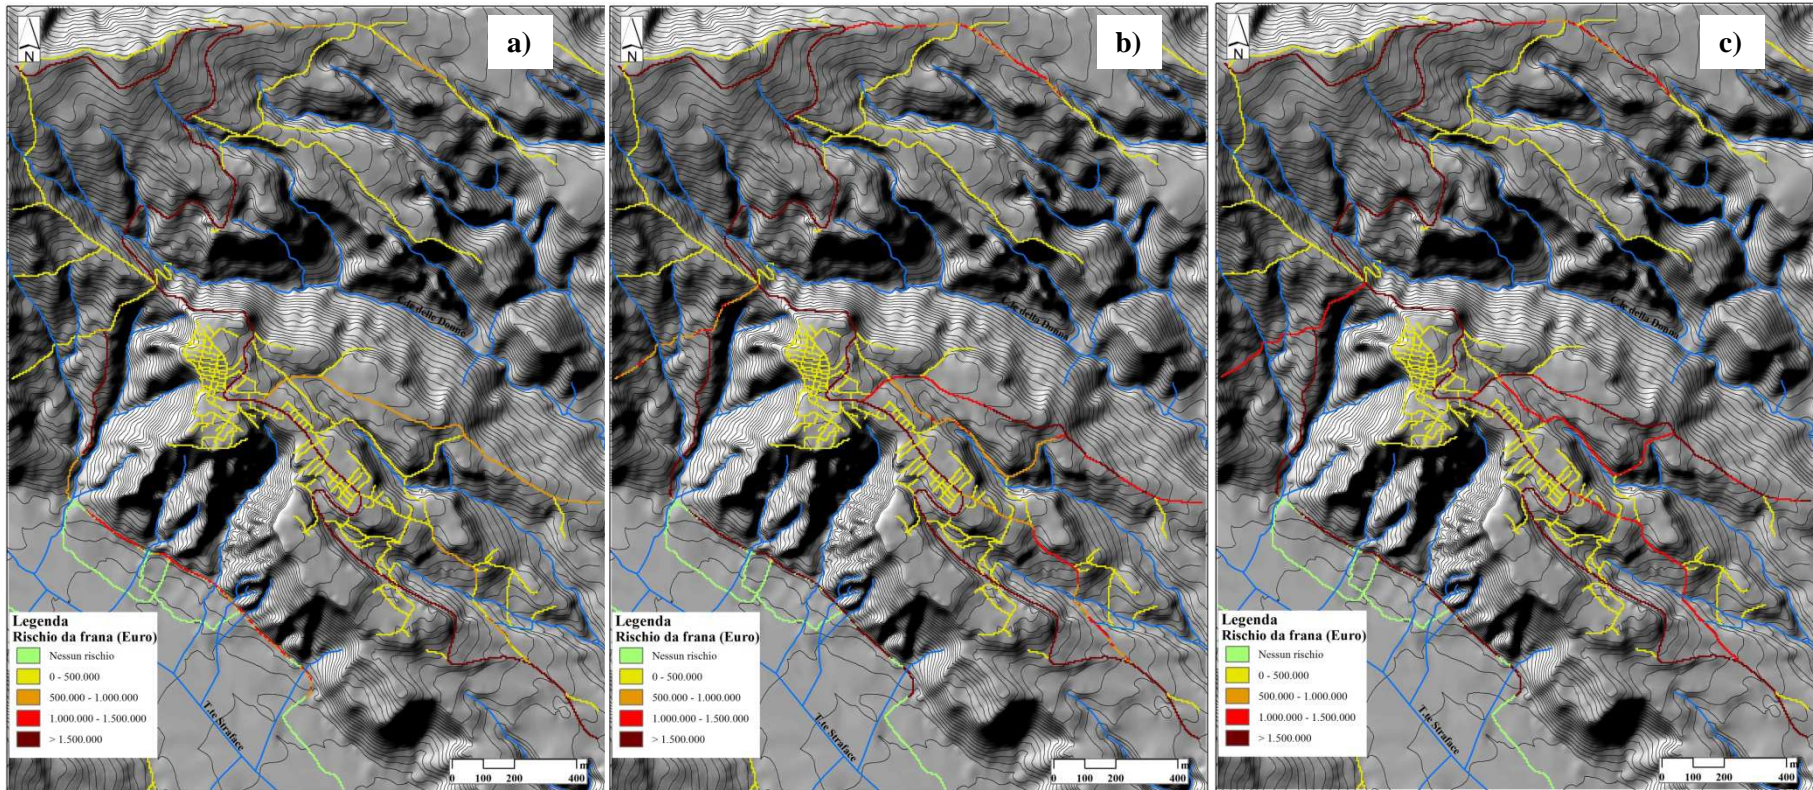 a)
N
C.le delle Donne
T.te Straface
Legenda
Rischio da frana (Euro)
Nessun rischio
0 - 500.000
500.000 - 1.000.000
1.000.000 - 1.500.000
> 1.500.000
m
0 100 200 400
b)
N
C.le della Donna
T.te Straface
Legenda
Rischio da frana (Euro)
Nessun rischio
0 - 500.000
500.000 - 1.000.000
1.000.000 - 1.500.000
> 1.500.000
m
0 100 200 400
c)
N
C.le della Donna
T.te Straface
Legenda
Rischio da frana (Euro)
Nessun rischio
0 - 500.000
500.000 - 1.000.000
1.000.000 - 1.500.000
> 1.500.000
m
0 100 200 400